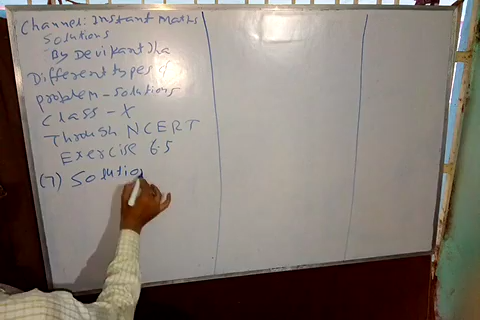 Channel: Instant Maths
Solutions
By Devikant Jha
Different types of
problem - solutions
Class - X
Through NCERT
Exercise 6.5
(7) Solution